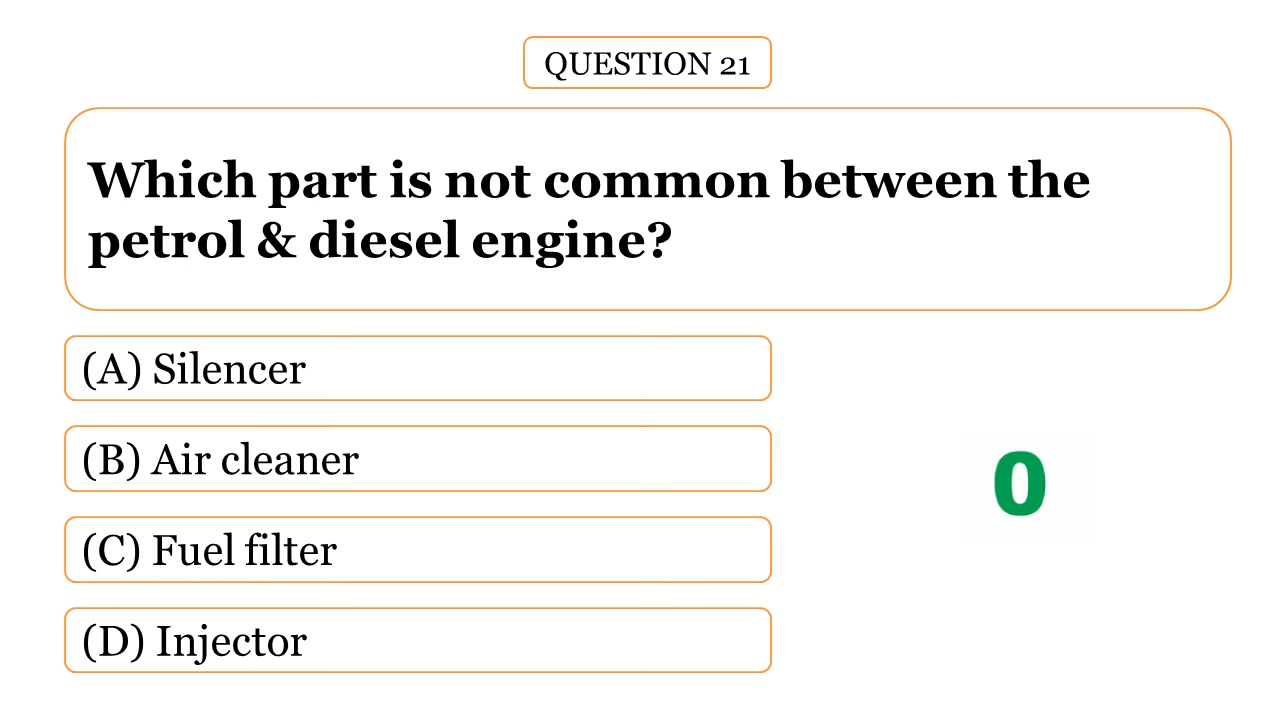 QUESTION 21
Which part is not common between the
petrol & diesel engine?
(A) Silencer
(B) Air cleaner
0
(C) Fuel filter
(D) Injector